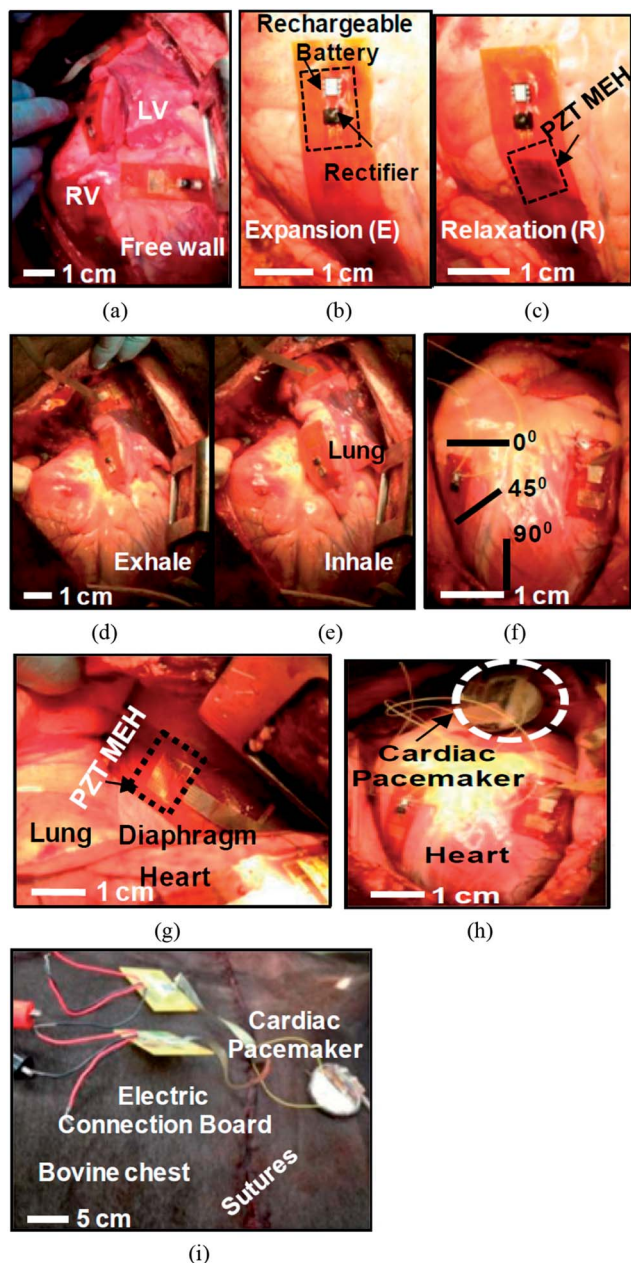 LV
RV
Free wall
1 cm
(a)
Rechargeable
Battery
Rectifier
Expansion (E)
1 cm
(b)
PZT MEH
Relaxation (R)
1 cm
(c)
Exhale
1 cm
(d)
Lung
Inhale
(e)
0⁰
45⁰
90⁰
1 cm
(f)
PZT MEH
Lung
Diaphragm
Heart
1 cm
(g)
Cardiac
Pacemaker
Heart
1 cm
(h)
Cardiac
Pacemaker
Electric
Connection Board
Bovine chest
Sutures
5 cm
(i)